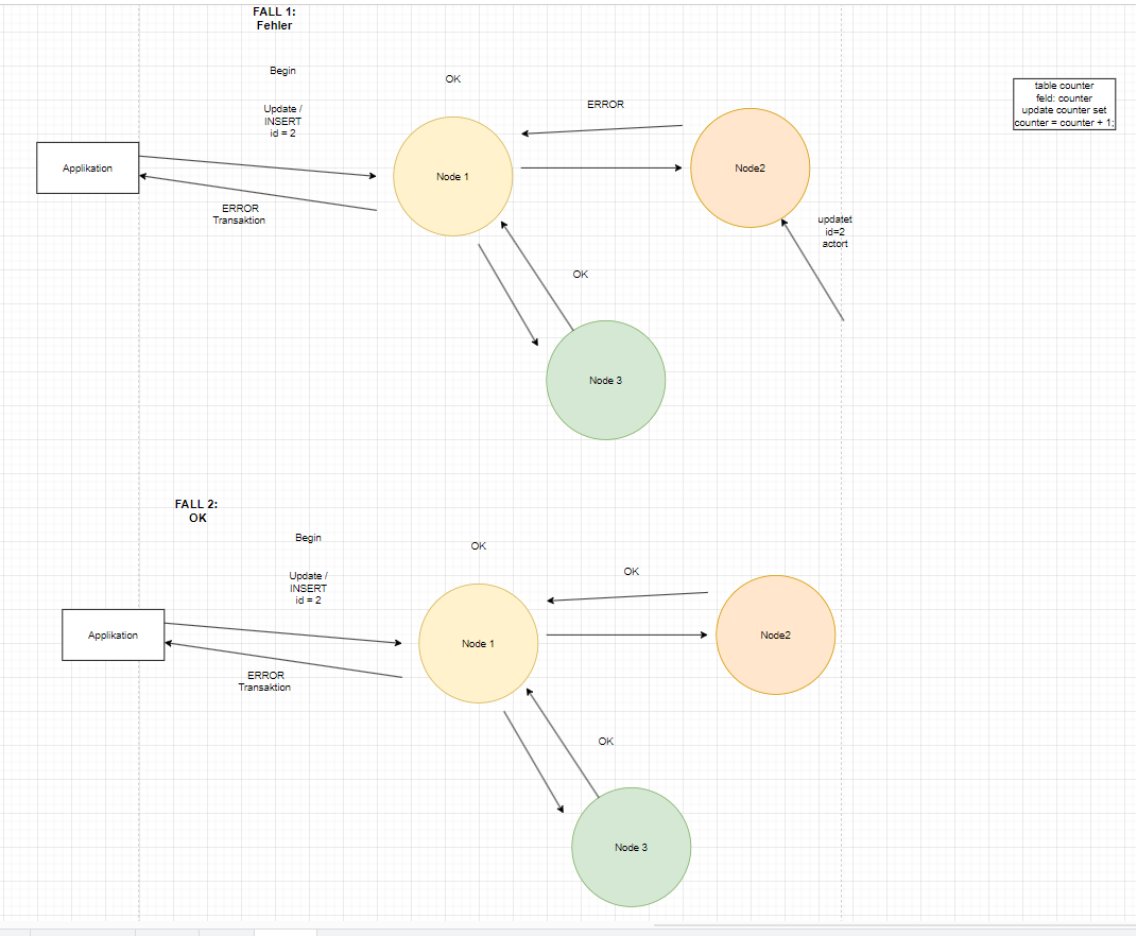 FALL 1:
Fehler
Begin
OK
Update /
INSERT
id = 2
ERROR
table counter
feld: counter
update counter set
counter = counter + 1;
Applikation
Node 1
Node2
ERROR
Transaktion
updatet
id=2
actort
OK
Node 3
FALL 2:
OK
Begin
OK
Update /
INSERT
id = 2
OK
Applikation
Node 1
Node2
ERROR
Transaktion
OK
Node 3